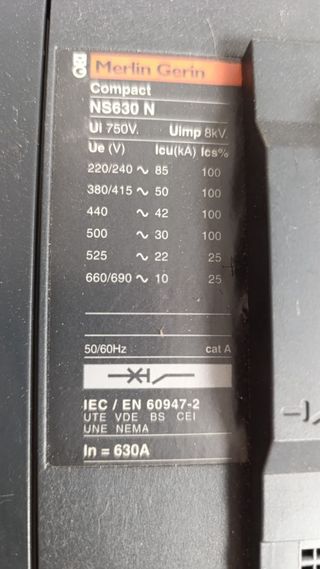 Merlin Gerin
Compact
NS630 N
Ui 750V. Uimp 8kV.
Ue (V) Icu(kA) Ics%
220/240 ~ 85 100
380/415 ~ 50 100
440 ~ 42 100
500 ~ 30 100
525 ~ 22 25
660/690 ~ 10 25
50/60Hz cat A
IEC / EN 60947-2
UTE VDE BS CEI
UNE NEMA
In = 630A